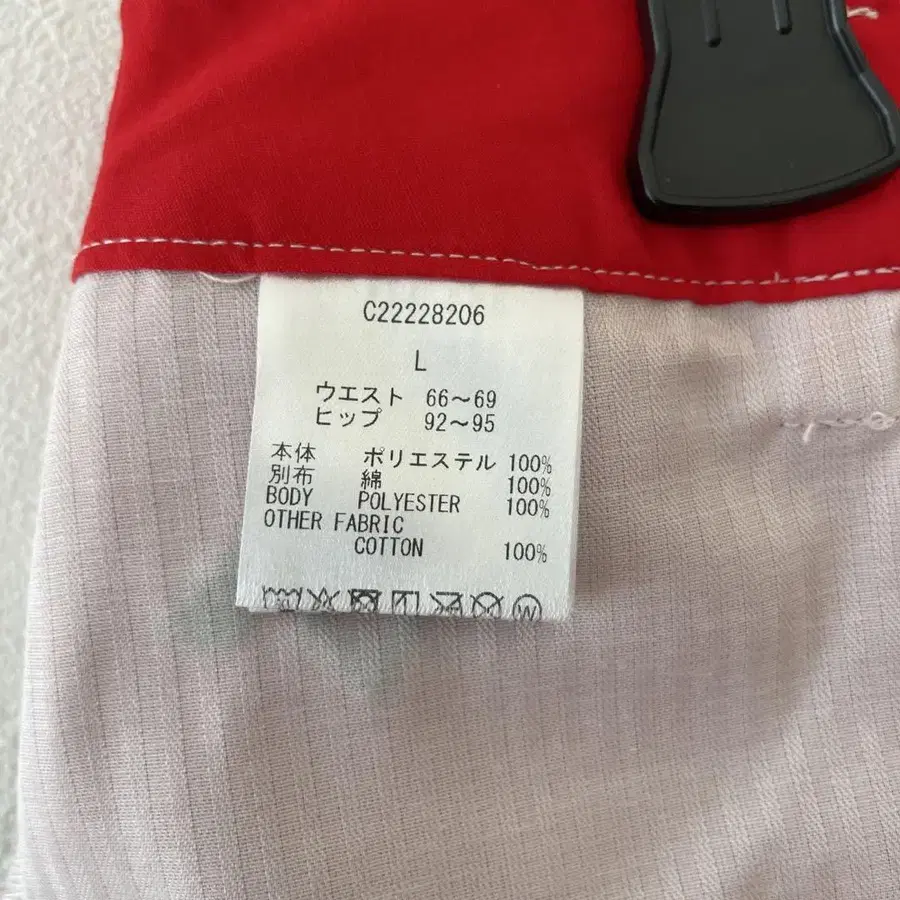 C22228206
L
ウエスト 66～69
ヒップ 92～95
本体 ポリエステル 100%
別布 綿 100%
BODY POLYESTER 100%
OTHER FABRIC
COTTON 100%
W